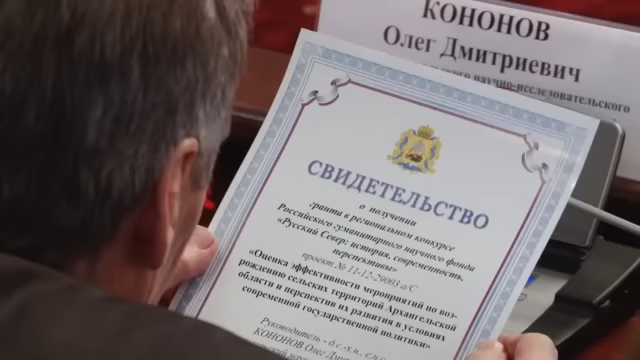 КОНОНОВ
Олег Дмитриевич
научно-исследовательского
СВИДЕТЕЛЬСТВО
о получении
гранта в региональном конкурсе
Российского гуманитарного научного фонда
«Русский Север: история, современность,
перспективы»
проект № 11-12-29003 а/С
«Оценка эффективности мероприятий по воз-
рождению сельских территорий Архангельской
области и перспектив их развития в условиях
современной государственной политики»
Руководитель - д.с.-х.н., с.н.с.
КОНОНОВ Олег